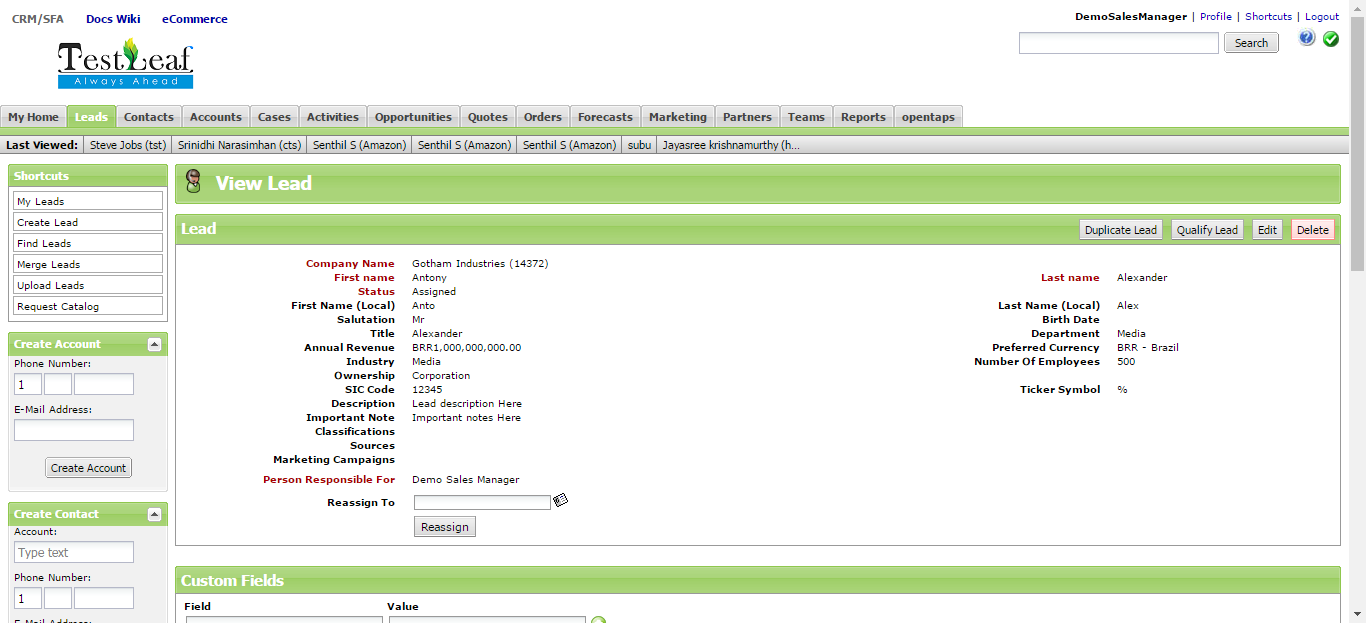 CRM/SFA Docs Wiki eCommerce
DemoSalesManager | Profile | Shortcuts | Logout
TestLeaf
Always Ahead
Search
My Home Leads Contacts Accounts Cases Activities Opportunities Quotes Orders Forecasts Marketing Partners Teams Reports opentaps
Last Viewed: Steve Jobs (tst) Srinidhi Narasimhan (cts) Senthil S (Amazon) Senthil S (Amazon) Senthil S (Amazon) subu Jayasree krishnamurthy (h...
Shortcuts
My Leads
Create Lead
Find Leads
Merge Leads
Upload Leads
Request Catalog
Create Account
Phone Number:
1
E-Mail Address:
Create Account
Create Contact
Account:
Type text
Phone Number:
1
E-Mail Address:
View Lead
Lead Duplicate Lead Qualify Lead Edit Delete
Company Name Gotham Industries (14372)
First name Antony Last name Alexander
Status Assigned
First Name (Local) Anto Last Name (Local) Alex
Salutation Mr Birth Date
Title Alexander Department Media
Annual Revenue BRR1,000,000,000.00 Preferred Currency BRR - Brazil
Industry Media Number Of Employees 500
Ownership Corporation
SIC Code 12345 Ticker Symbol %
Description Lead description Here
Important Note Important notes Here
Classifications
Sources
Marketing Campaigns
Person Responsible For Demo Sales Manager
Reassign To
Reassign
Custom Fields
Field Value